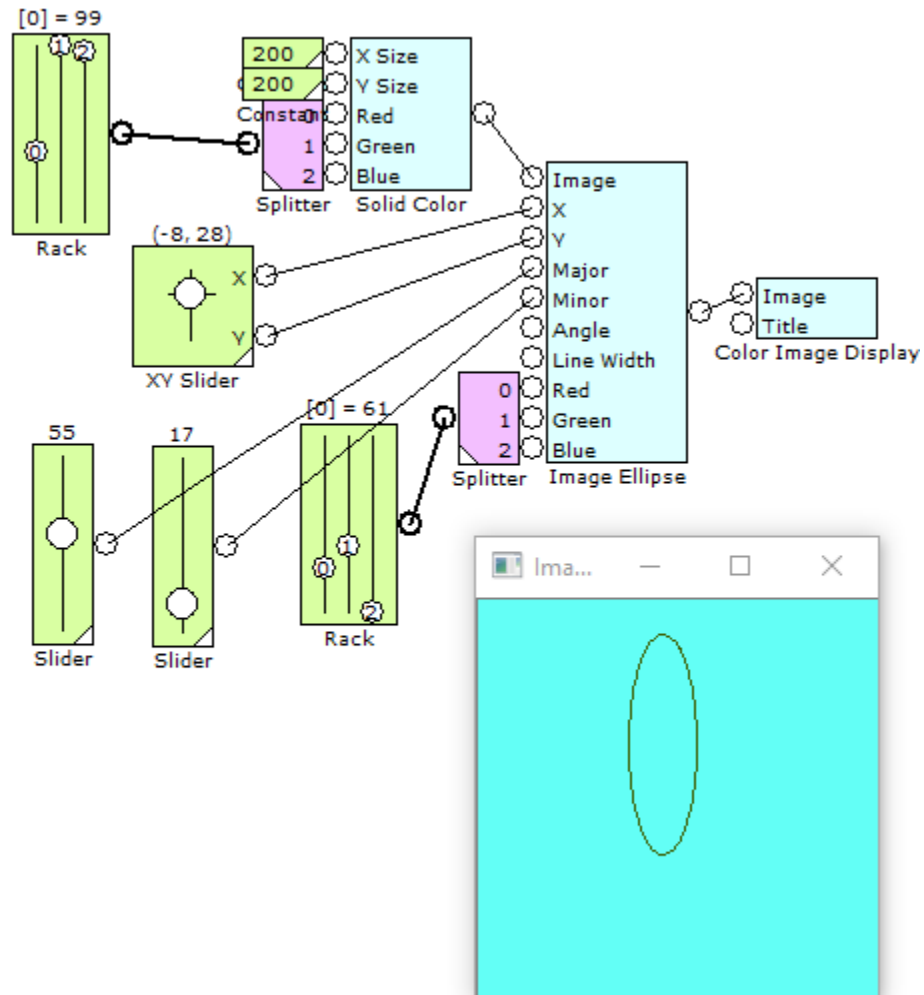 [0] = 99
0
1
2
Rack
200
200
Constant
0
1
2
Splitter
X Size
Y Size
Red
Green
Blue
Solid Color
(-8, 28)
X
Y
XY Slider
Image
X
Y
Major
Minor
Angle
Line Width
Red
Green
Blue
Image Ellipse
0
1
2
Splitter
Image
Title
Color Image Display
55
Slider
17
Slider
[0] = 61
0
1
2
Rack
Ima...